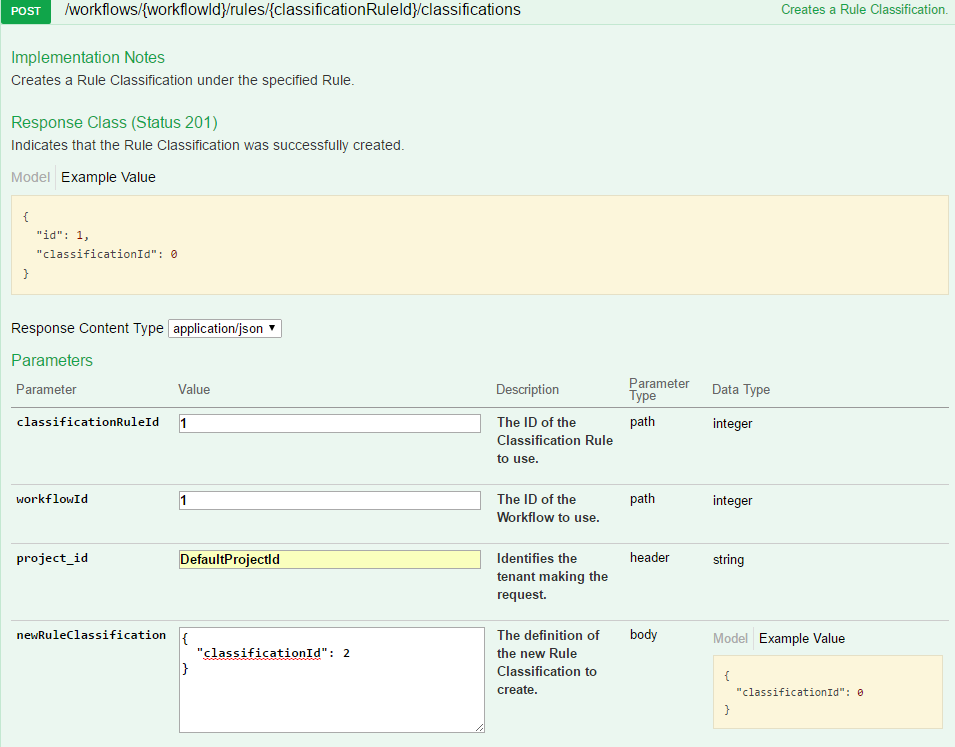 POST /workflows/{workflowId}/rules/{classificationRuleId}/classifications Creates a Rule Classification.
Implementation Notes
Creates a Rule Classification under the specified Rule.
Response Class (Status 201)
Indicates that the Rule Classification was successfully created.
Model Example Value
{
"id": 1,
"classificationId": 0
}
Response Content Type application/json
Parameters
Parameter Value Description Parameter Type Data Type
classificationRuleId 1 The ID of the path integer
Classification Rule
to use.
workflowId 1 The ID of the path integer
Workflow to use.
project_id DefaultProjectId Identifies the header string
tenant making the
request.
newRuleClassification { The definition of body Model Example Value
"classificationId": 2 the new Rule
} Classification to {
create. "classificationId": 0
}